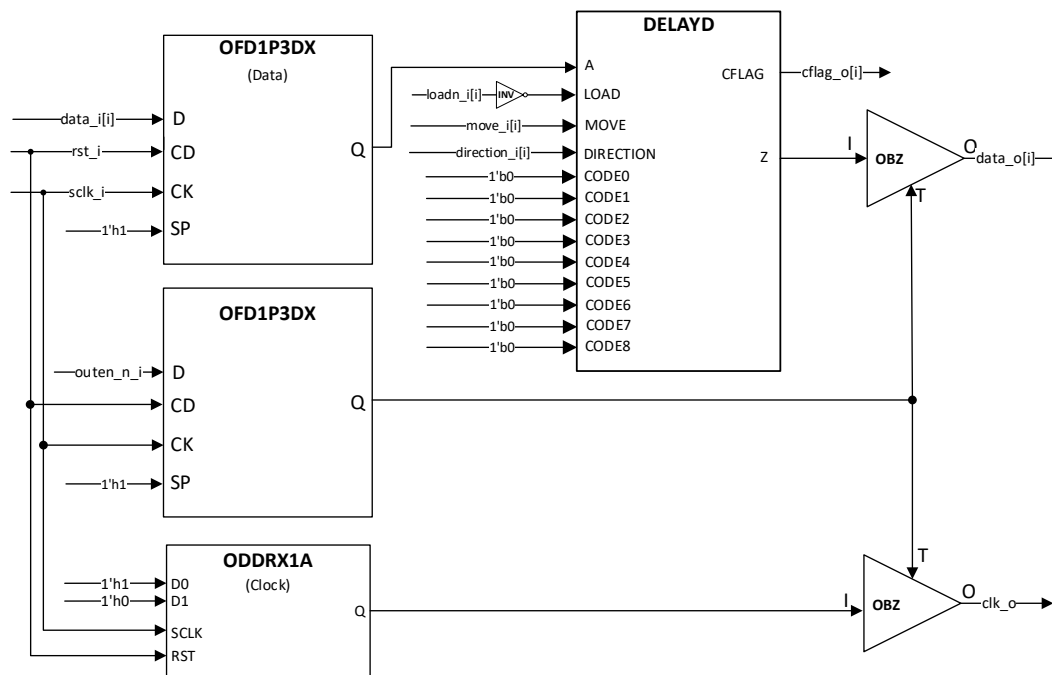 OFD1P3DX
(Data)
data_i[i]
D
rst_i
CD
sclk_i
CK
1'h1
SP
Q
DELAYD
A
CFLAG
cflag_o[i]
loadn_i[i]
INV
LOAD
move_i[i]
MOVE
direction_i[i]
DIRECTION
Z
1'b0
CODE0
1'b0
CODE1
1'b0
CODE2
1'b0
CODE3
1'b0
CODE4
1'b0
CODE5
1'b0
CODE6
1'b0
CODE7
1'b0
CODE8
I
OBZ
O
data_o[i]
T
OFD1P3DX
outen_n_i
D
CD
CK
1'h1
SP
Q
ODDRX1A
(Clock)
1'h1
D0
1'h0
D1
SCLK
RST
Q
T
I
OBZ
O
clk_o